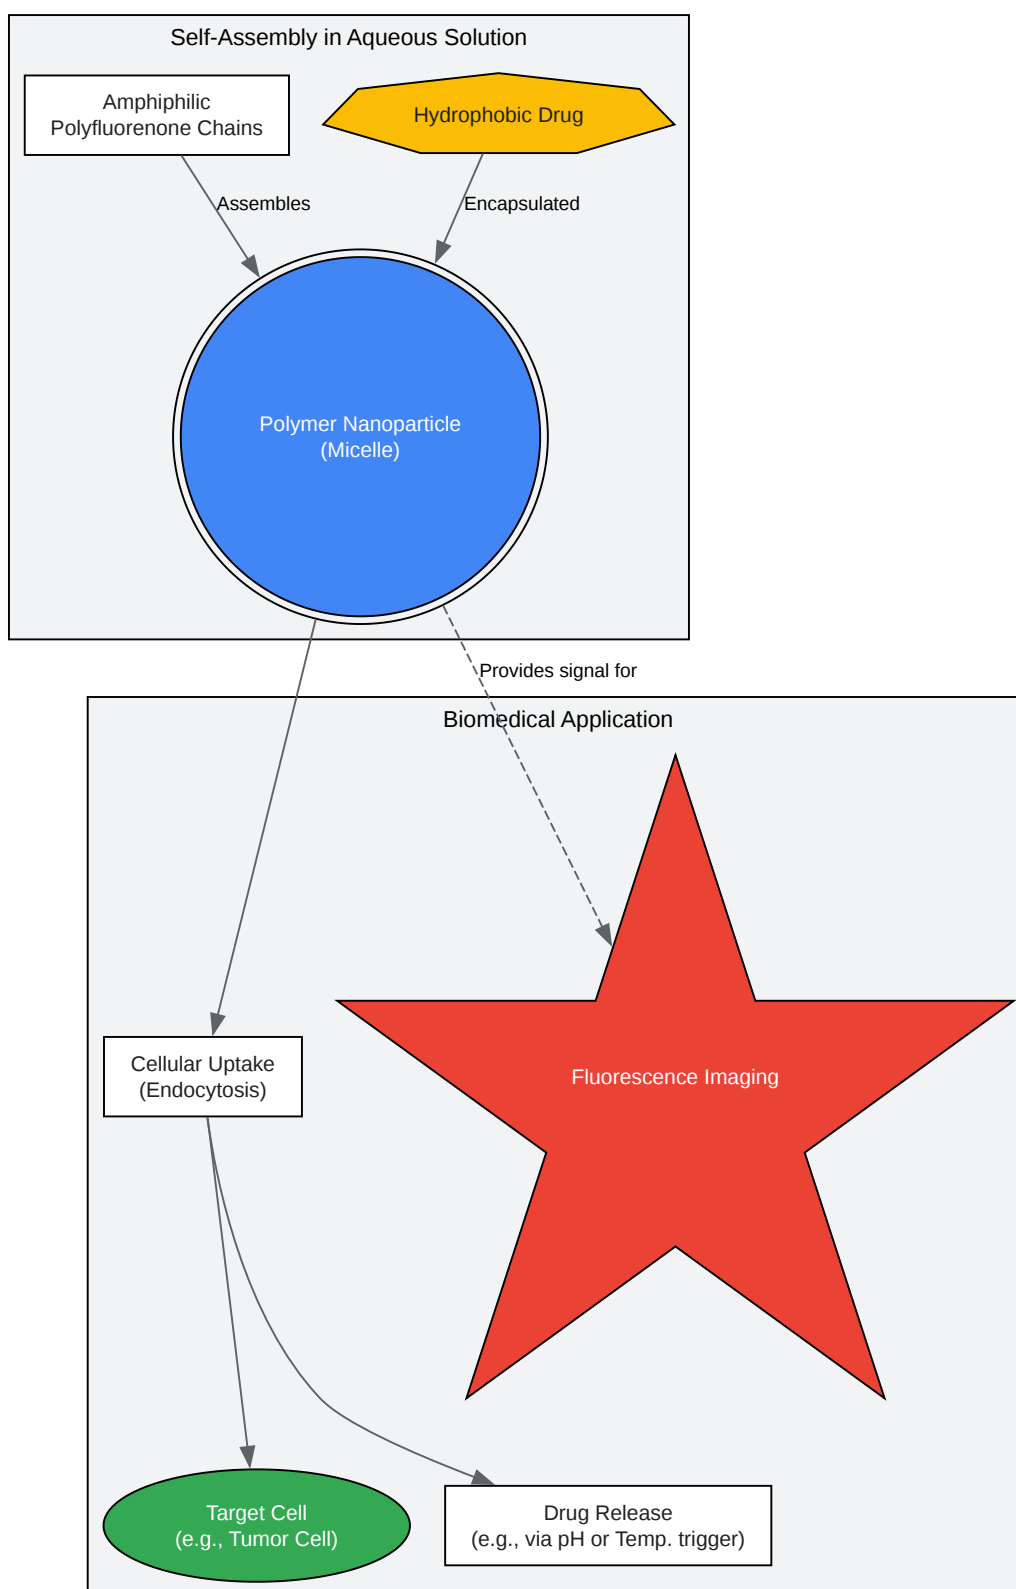 Self-Assembly in Aqueous Solution
Amphiphilic
Polyfluorenone Chains
Hydrophobic Drug
Assembles
Encapsulated
Polymer Nanoparticle
(Micelle)
Provides signal for
Biomedical Application
Cellular Uptake
(Endocytosis)
Fluorescence Imaging
Target Cell
(e.g., Tumor Cell)
Drug Release
(e.g., via pH or Temp. trigger)